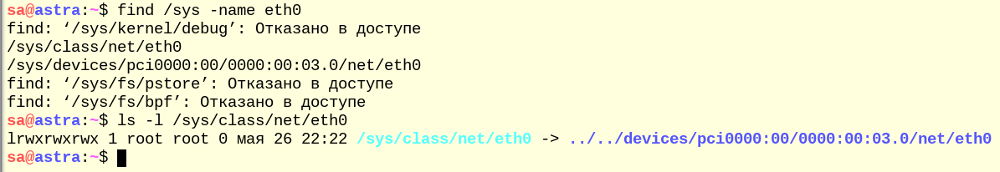 sa@astra:~$ find /sys -name eth0
find: ‘/sys/kernel/debug’: Отказано в доступе
/sys/class/net/eth0
/sys/devices/pci0000:00/0000:00:03.0/net/eth0
find: ‘/sys/fs/pstore’: Отказано в доступе
find: ‘/sys/fs/bpf’: Отказано в доступе
sa@astra:~$ ls -l /sys/class/net/eth0
lrwxrwxrwx 1 root root 0 мая 26 22:22 /sys/class/net/eth0 -> ../../devices/pci0000:00/0000:00:03.0/net/eth0
sa@astra:~$